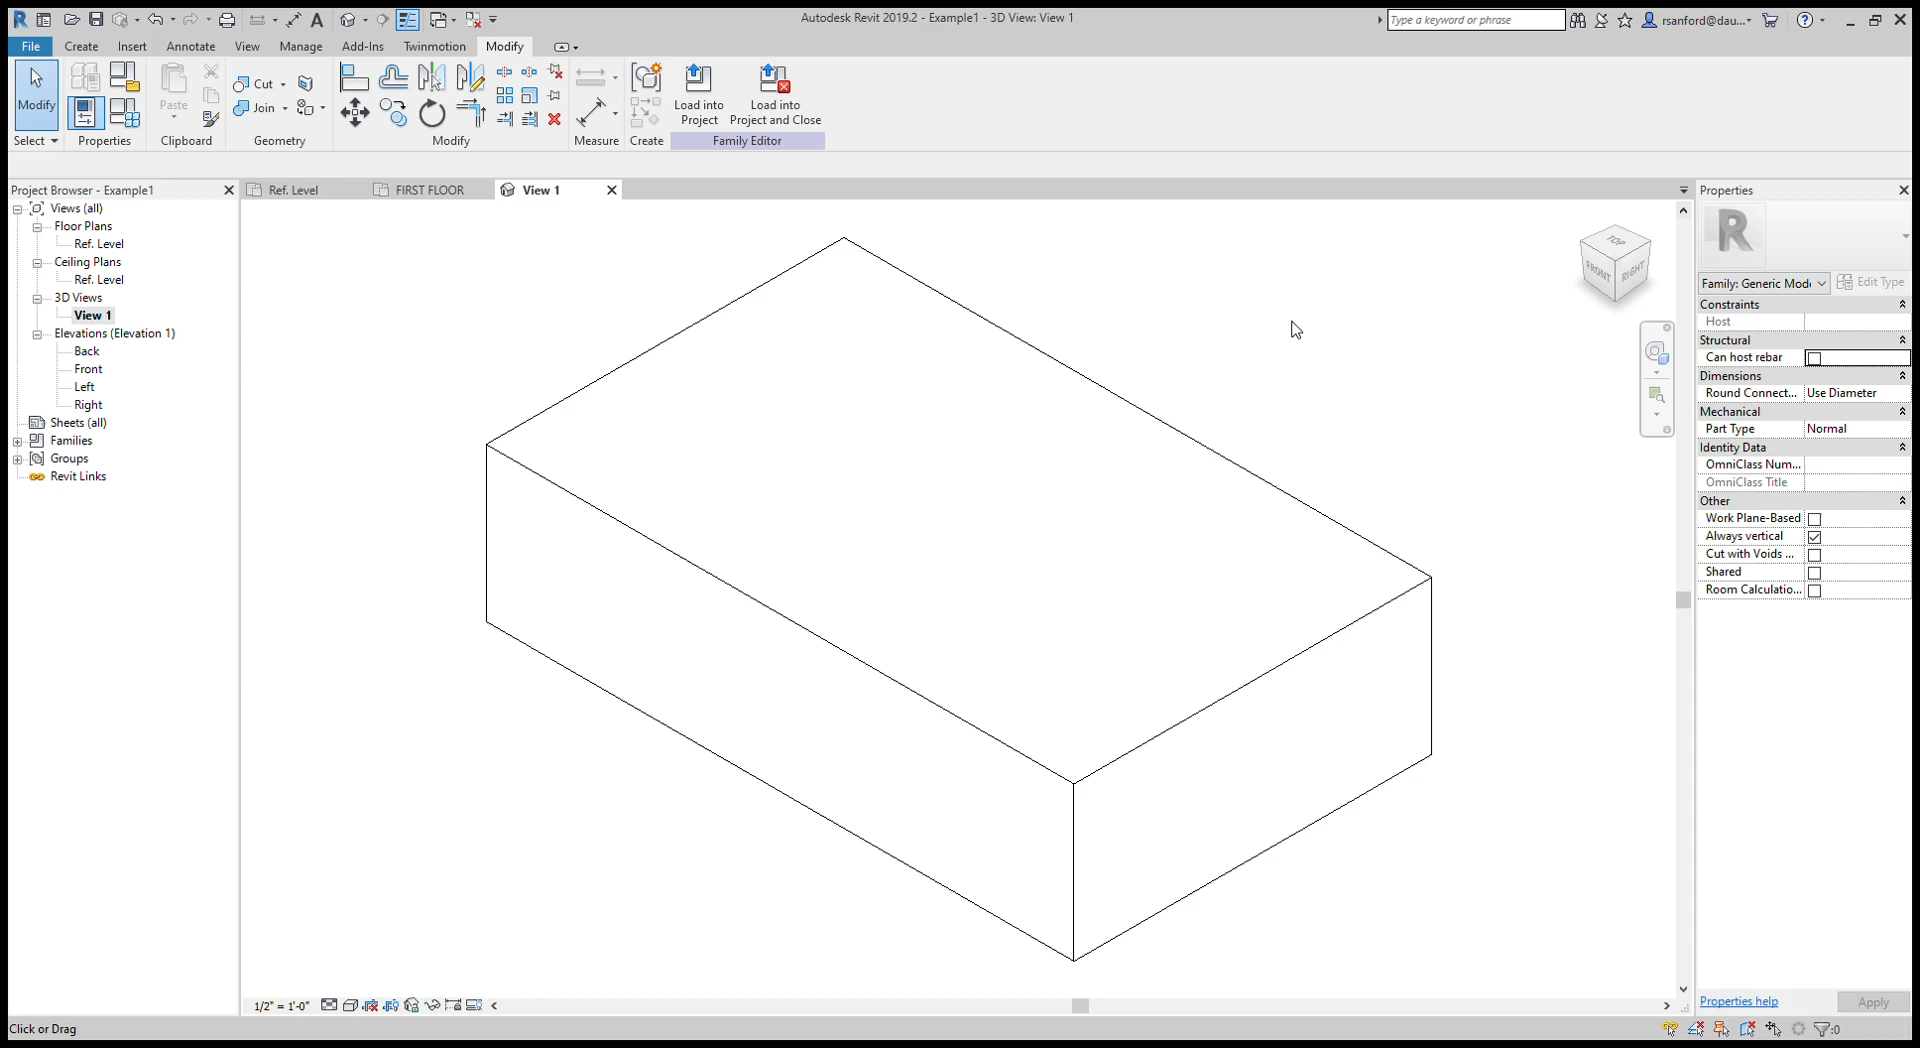 Autodesk Revit 2019.2 - Example1 - 3D View: View 1
Type a keyword or phrase
rsanford@dau...
File Create Insert Annotate View Manage Add-Ins Twinmotion Modify
Modify
Paste
Cut
Join
Load into Project
Load into Project and Close
Select Properties Clipboard Geometry Modify Measure Create Family Editor
Project Browser - Example1
Views (all)
Floor Plans
Ref. Level
Ceiling Plans
Ref. Level
3D Views
View 1
Elevations (Elevation 1)
Back
Front
Left
Right
Sheets (all)
Families
Groups
Revit Links
Ref. Level
FIRST FLOOR
View 1
TOP
FRONT
RIGHT
Properties
R
Family: Generic Mode
Edit Type
Constraints
Host
Structural
Can host rebar
Dimensions
Round Connect... Use Diameter
Mechanical
Part Type Normal
Identity Data
OmniClass Num...
OmniClass Title
Other
Work Plane-Based
Always vertical
Cut with Voids ...
Shared
Room Calculatio...
Properties help
Apply
1/2" = 1'-0"
Click or Drag
:0